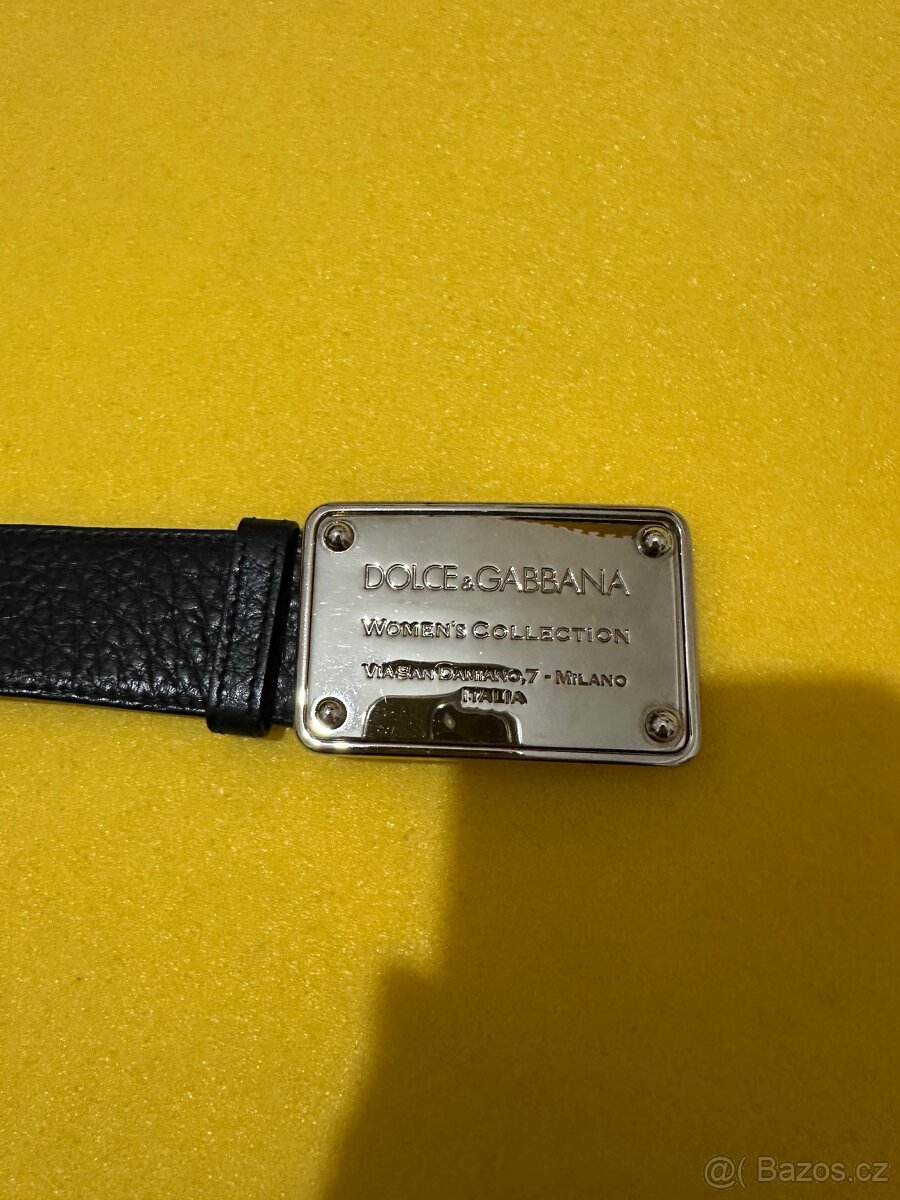 DOLCE & GABBANA
WOMEN'S COLLECTION
VIA SAN DAMIANO, 7 - MILANO
ITALIA
@( Bazos.cz